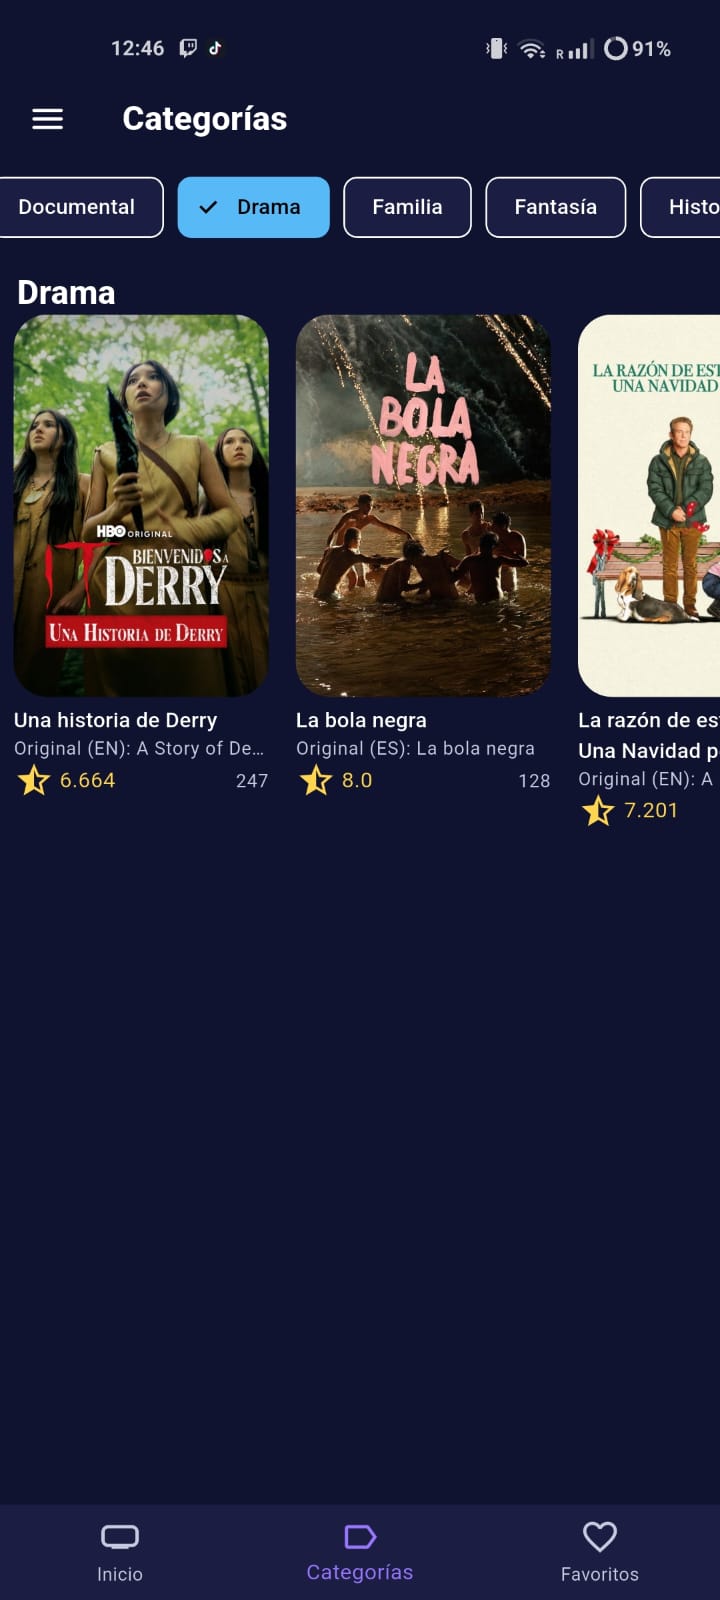 12:46
R
91%
Categorías
Documental
Drama
Familia
Fantasía
Histo
Drama
HBO ORIGINAL
IT BIENVENIDOS A
DERRY
UNA HISTORIA DE DERRY
LA
BOLA
NEGRA
LA RAZÓN DE EST
UNA NAVIDAD
Una historia de Derry
Original (EN): A Story of De...
6.664
247
La bola negra
Original (ES): La bola negra
8.0
128
La razón de es
Una Navidad p
Original (EN): A
7.201
Inicio
Categorías
Favoritos